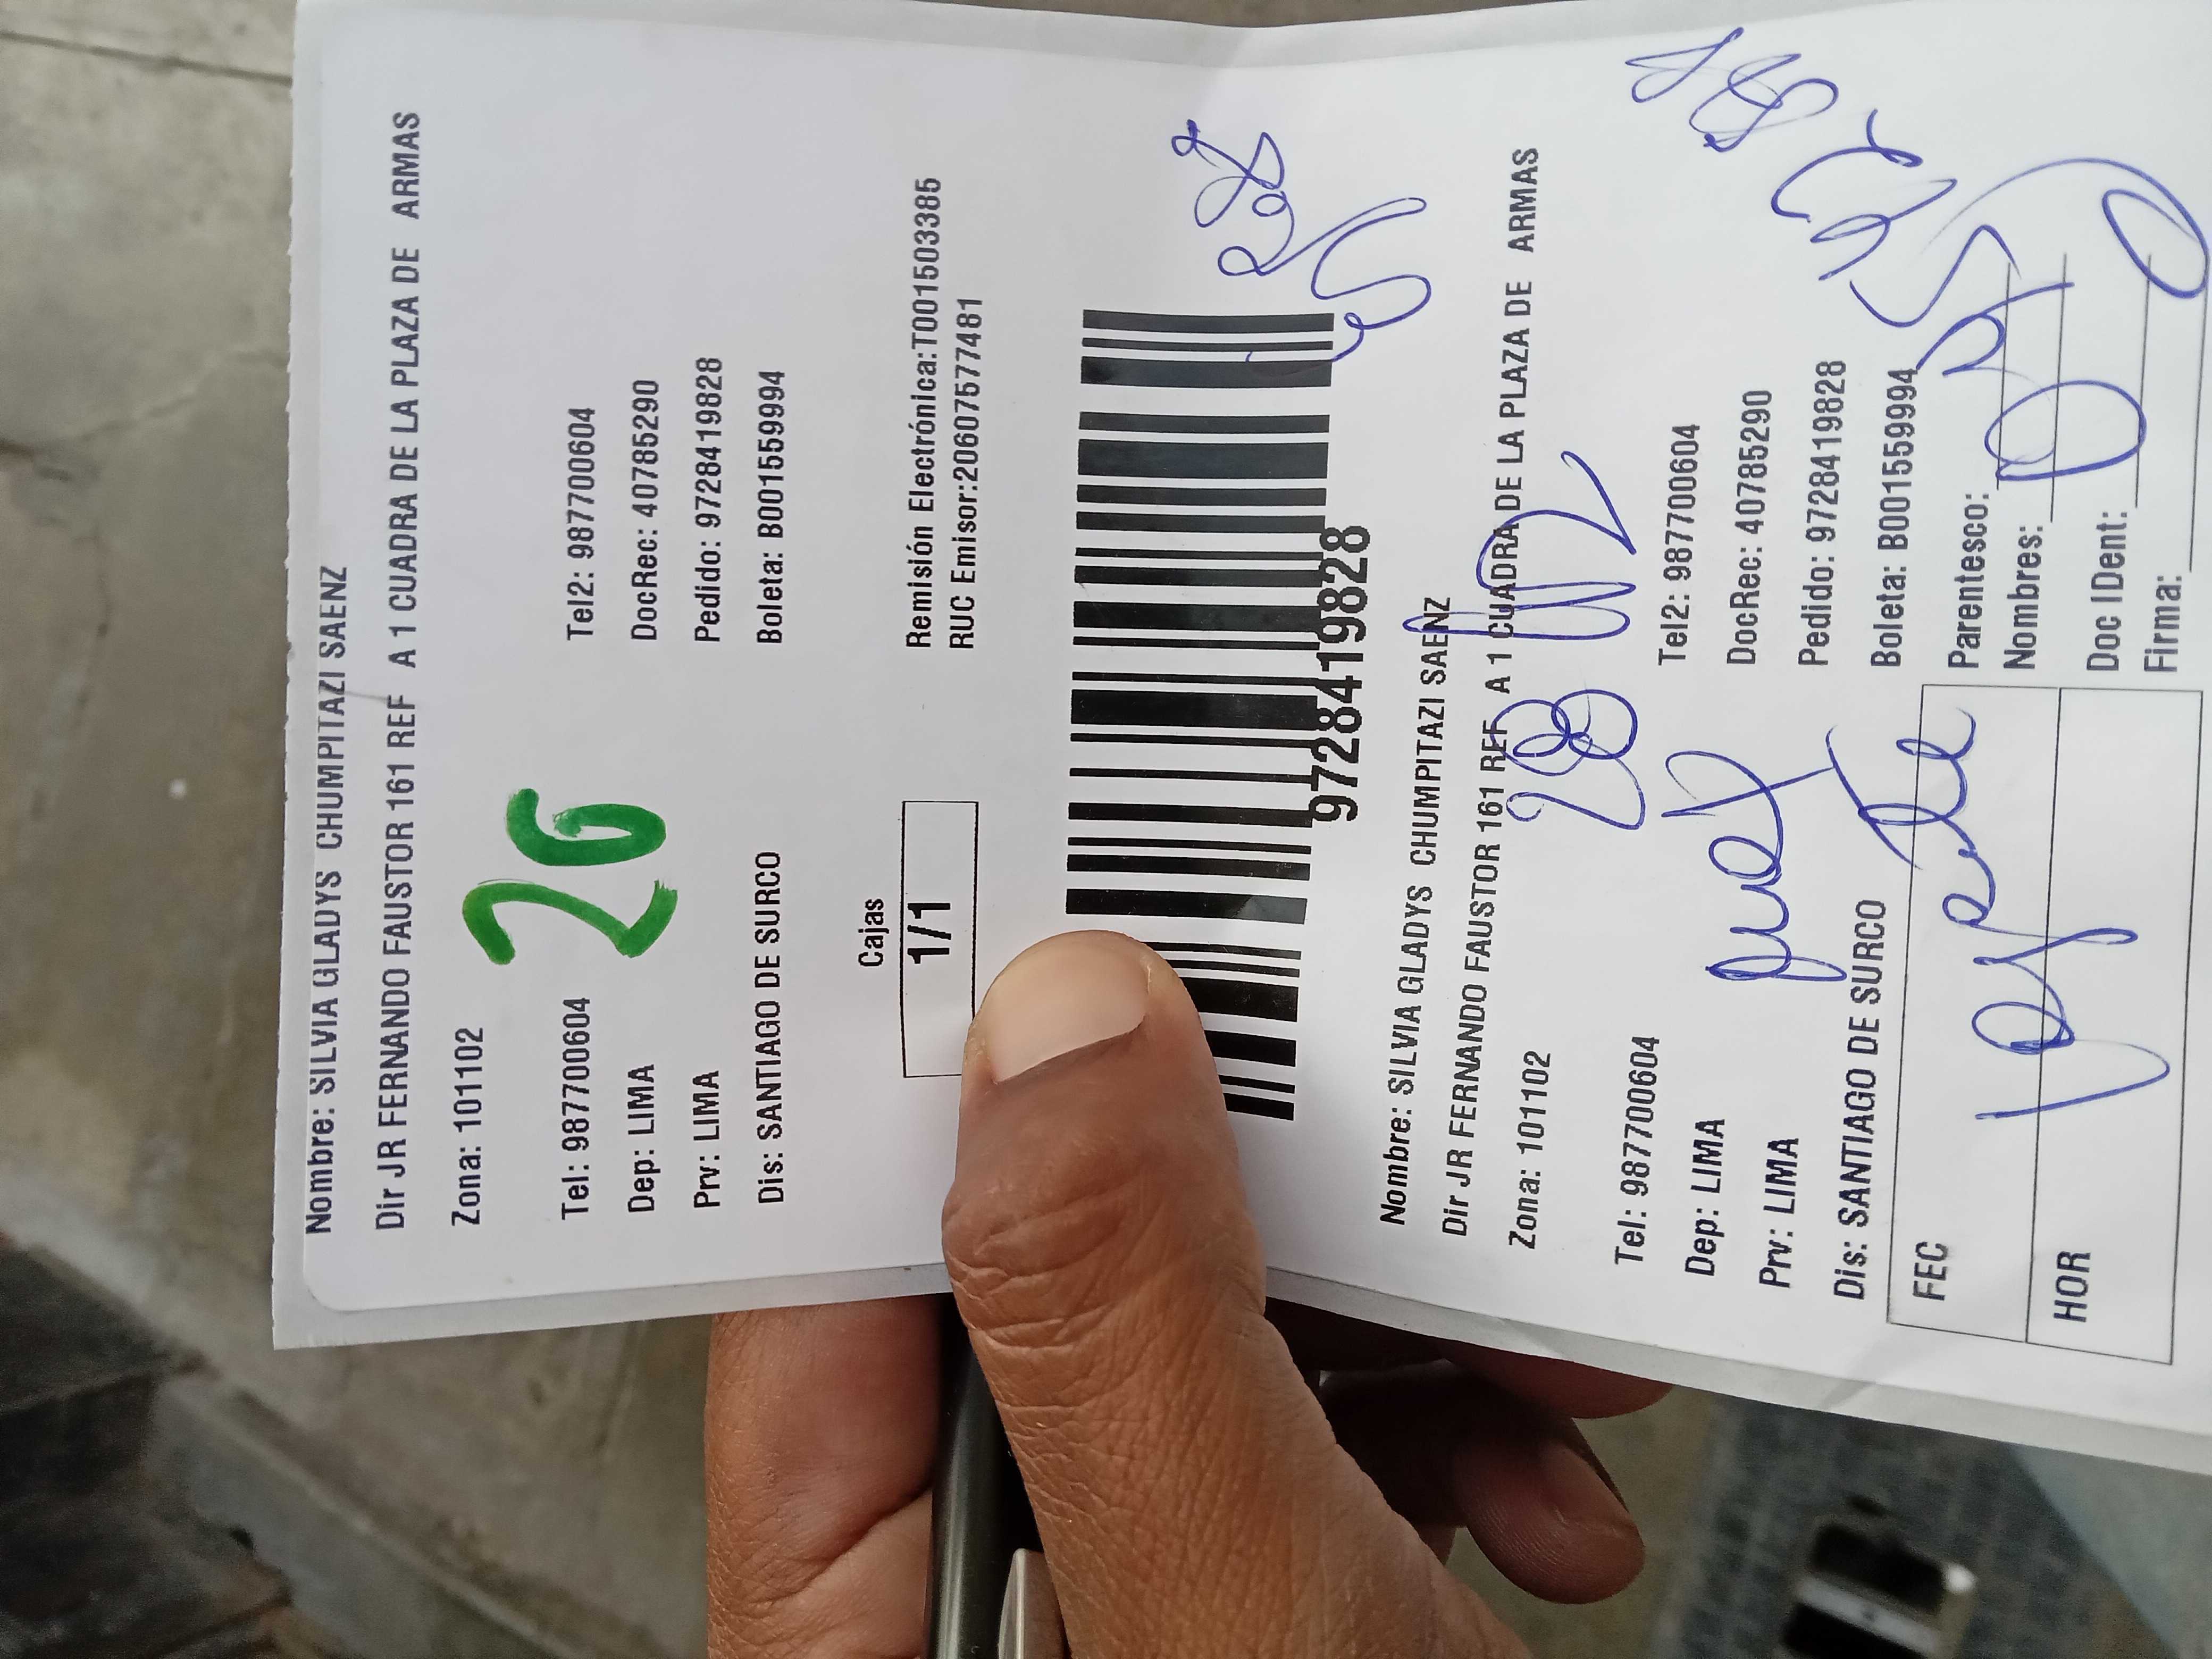 Nombre: SILVIA GLADYS CHUMPITAZI SAENZ
Dir JR FERNANDO FAUSTOR 161 REF A 1 CUADRA DE LA PLAZA DE ARMAS
Zona: 101102
26
Tel: 987700604 Tel2: 987700604
Dep: LIMA DocRec: 40785290
Prv: LIMA Pedido: 97284198​28
Dis: SANTIAGO DE SURCO Boleta: B001559994
Cajas
1/1
Remisión Electrónica:T001503385
RUC Emisor:20607577481
9728419828
Nombre: SILVIA GLADYS CHUMPITAZI SAENZ
Dir JR FERNANDO FAUSTOR 161 REF A 1 CUADRA DE LA PLAZA DE ARMAS
Zona: 101102
Tel: 987700604 Tel2: 987700604
Dep: LIMA DocRec: 40785290
Prv: LIMA Pedido: 9728419828
Dis: SANTIAGO DE SURCO Boleta: B001559994
FEC
HOR
Parentesco:
Nombres:
Doc IDent:
Firma: